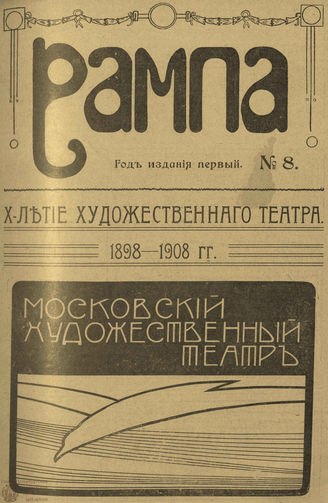 Рампа
Годъ изданія первый. № 8.
X-ЛѢТІЕ ХУДОЖЕСТВЕННАГО ТЕАТРА.
1898—1908 гг.
МОСКОВСКІЙ
ХУДОЖЕСТВЕННЫЙ
ТЕАТРЪ